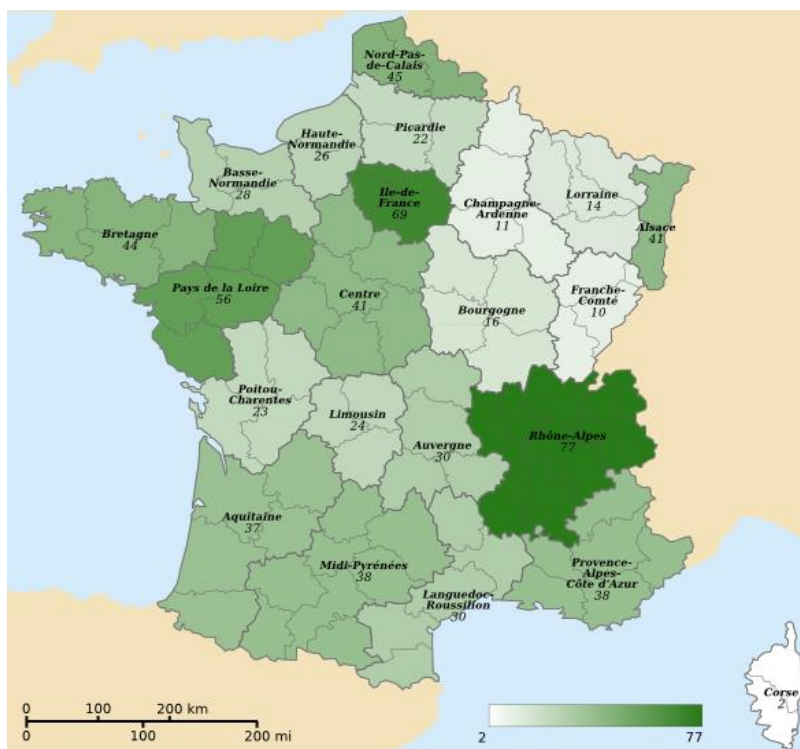 Nord-Pas-
de-Calais
45
Picardie
22
Haute-
Normandie
26
Basse-
Normandie
28
Ile-de-
France
69
Champagne-
Ardenne
11
Lorraine
14
Alsace
41
Bretagne
44
Pays de la Loire
56
Centre
41
Bourgogne
16
Franche-
Comté
10
Poitou-
Charentes
23
Limousin
24
Auvergne
30
Rhône-Alpes
77
Aquitaine
37
Midi-Pyrénées
38
Languedoc-
Roussillon
30
Provence-
Alpes-
Côte d'Azur
38
Corse
2
0 100 200 km
0 100 200 mi
2 77